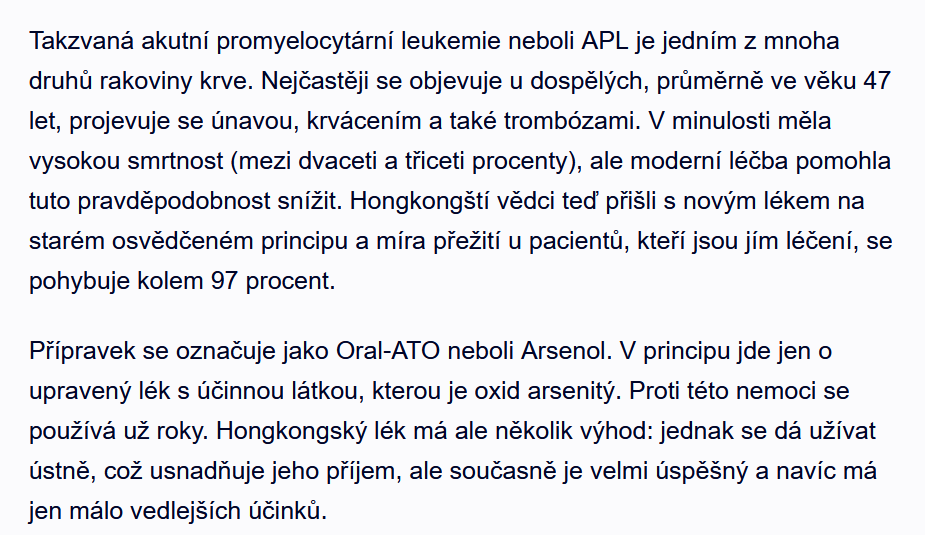 Takzvaná akutní promyelocytární leukemie neboli APL je jedním z mnoha
druhů rakoviny krve. Nejčastěji se objevuje u dospělých, průměrně ve věku 47
let, projevuje se únavou, krvácením a také trombózami. V minulosti měla
vysokou smrtnost (mezi dvaceti a třiceti procenty), ale moderní léčba pomohla
tuto pravděpodobnost snížit. Hongkongští vědci teď přišli s novým lékem na
starém osvědčeném principu a míra přežití u pacientů, kteří jsou jím léčení, se
pohybuje kolem 97 procent.
Přípravek se označuje jako Oral-ATO neboli Arsenol. V principu jde jen o
upravený lék s účinnou látkou, kterou je oxid arsenitý. Proti této nemoci se
používá už roky. Hongkongský lék má ale několik výhod: jednak se dá užívat
ústně, což usnadňuje jeho příjem, ale současně je velmi úspěšný a navíc má
jen málo vedlejších účinků.